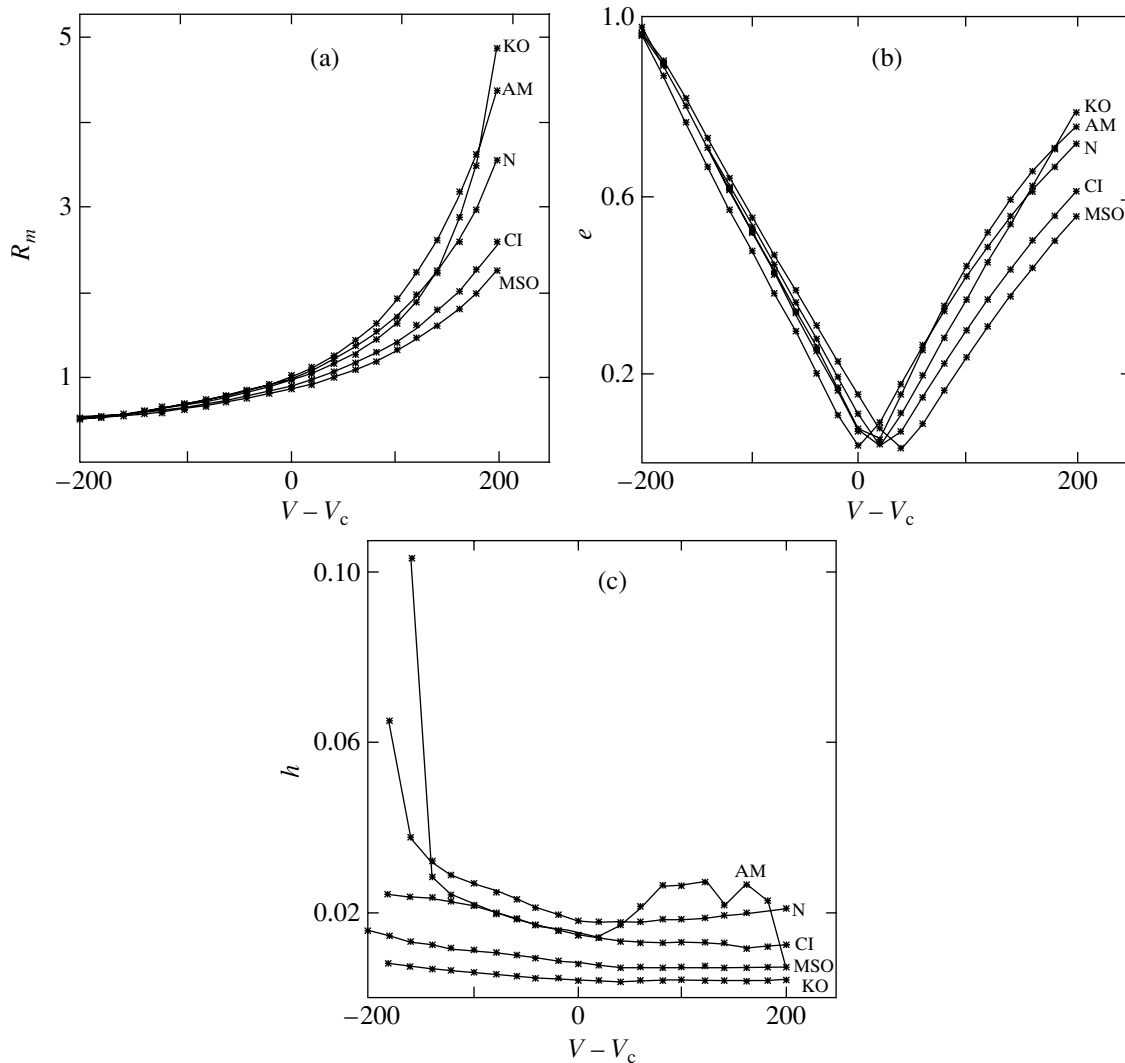 (a)
5
3
1
R_m
KO
AM
N
CI
MSO
−200
0
200
V − V_c
(b)
1.0
0.6
0.2
e
KO
AM
N
CI
MSO
−200
0
200
V − V_c
(c)
0.10
0.06
0.02
h
AM
N
CI
MSO
KO
−200
0
200
V − V_c